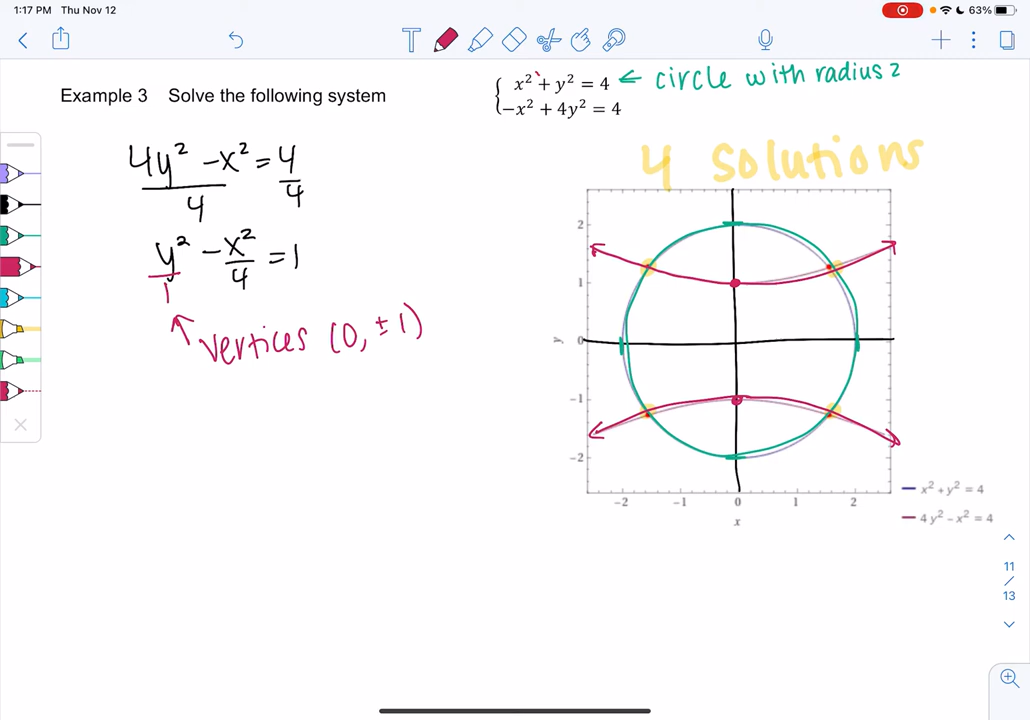 1:17 PM Thu Nov 12
63%
T
Example 3 Solve the following system
x² + y² = 4
−x² + 4y² = 4
← circle with radius 2
4y² − x² = 4
4 4
y² − x² = 1
1 4
↖ vertices (0, ±1)
4 solutions
2
1
0
−1
−2
y
−2 −1 0 1 2
x
x² + y² = 4
4 y² − x² = 4
11
/
13